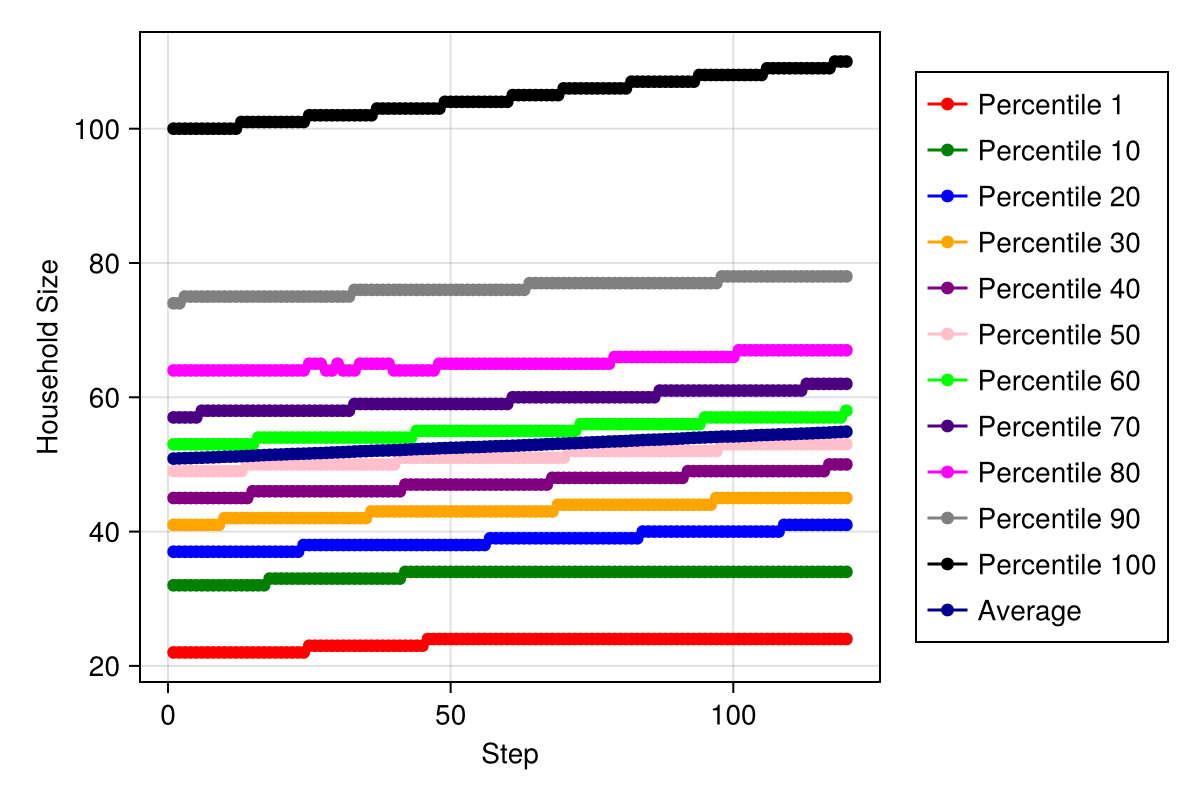 100
80
60
40
20
0
50
100
Household Size
Step
Percentile 1
Percentile 10
Percentile 20
Percentile 30
Percentile 40
Percentile 50
Percentile 60
Percentile 70
Percentile 80
Percentile 90
Percentile 100
Average